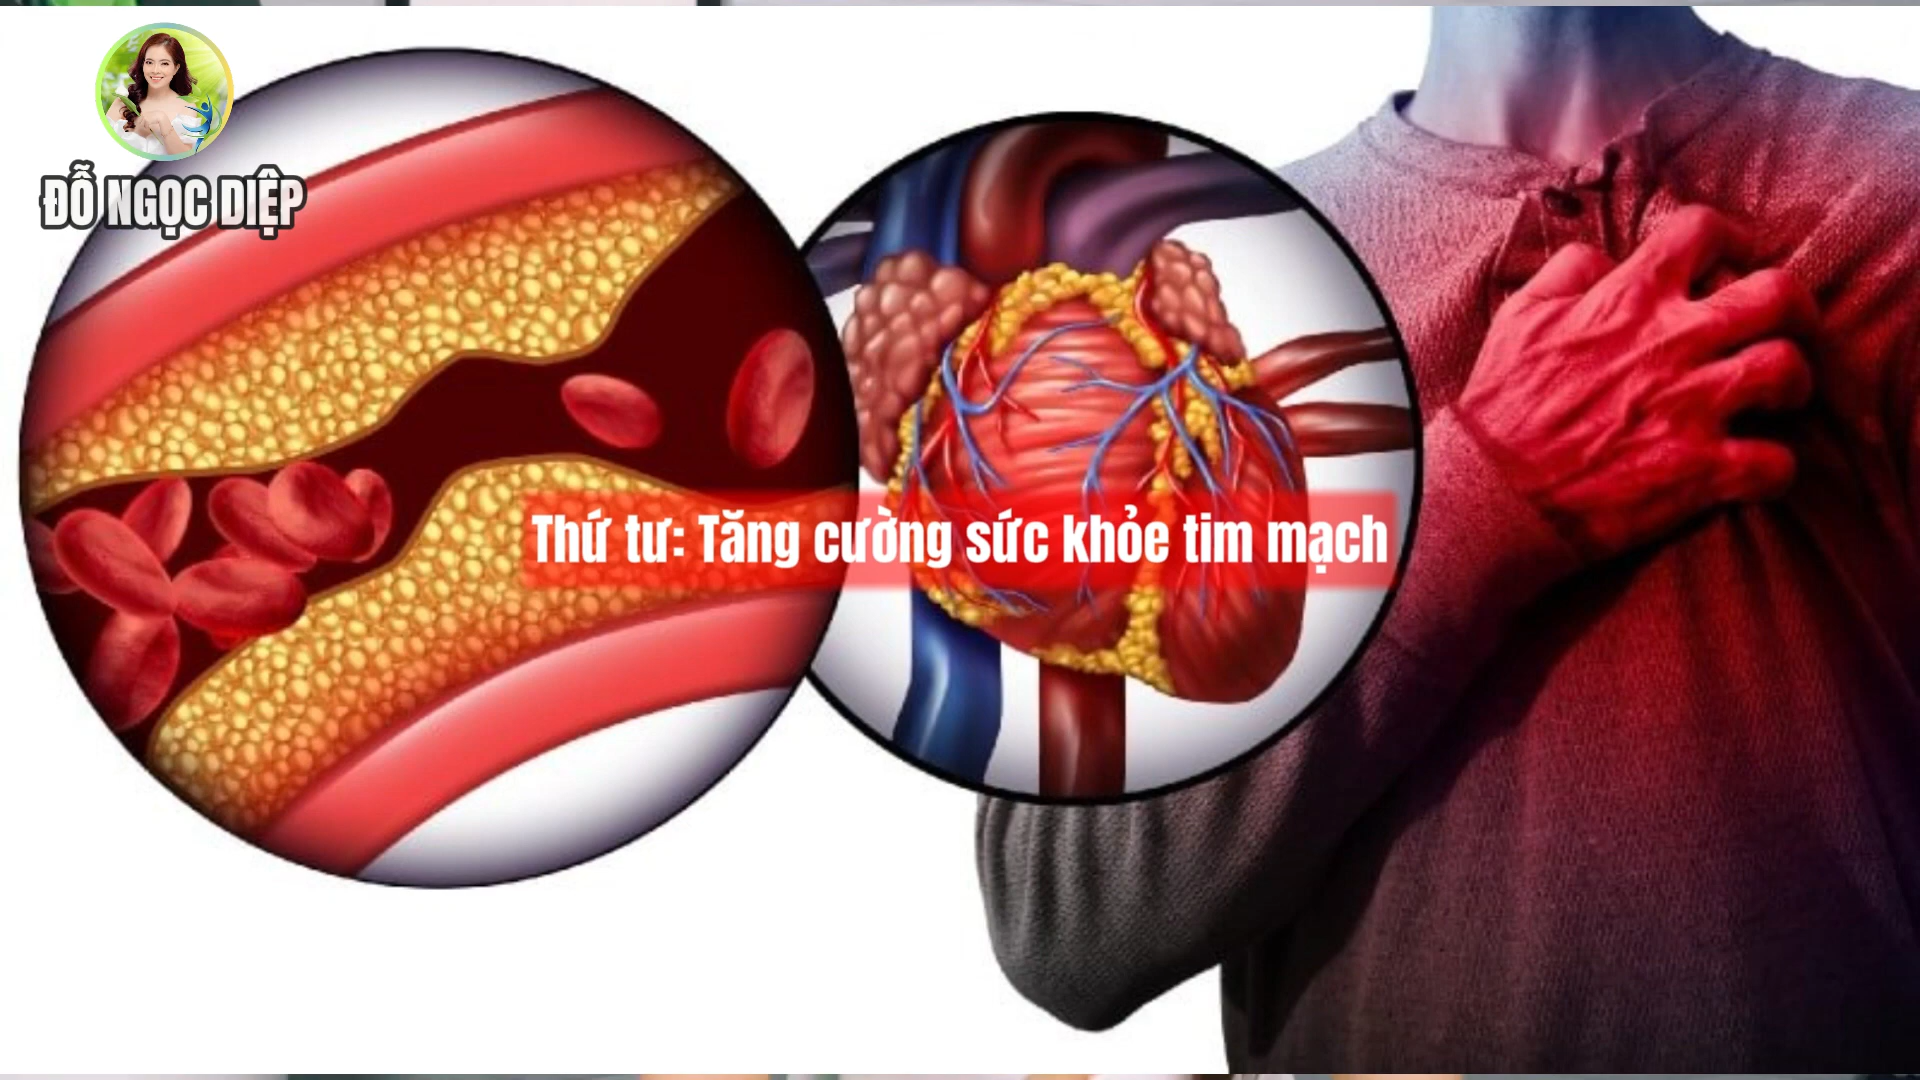 ĐỖ NGỌC DIỆP
Thứ tư: Tăng cường sức khỏe tim mạch